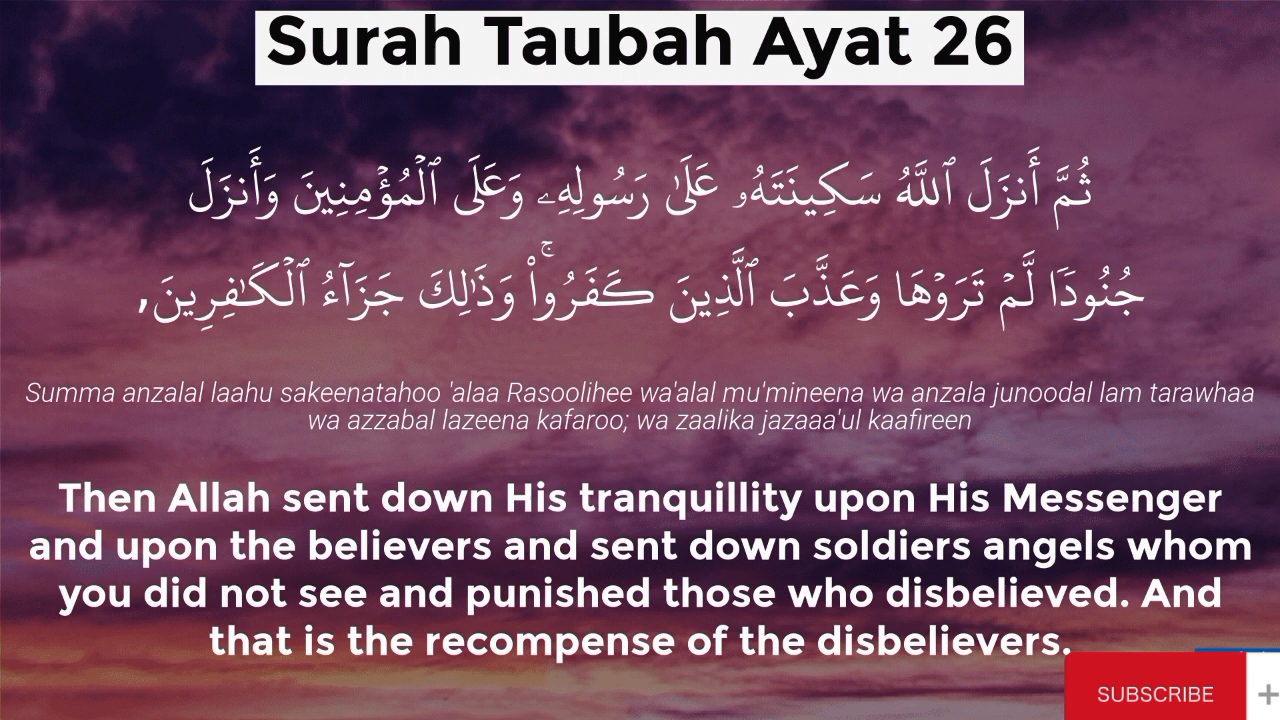 Surah Taubah Ayat 26
ثُمَّ أَنزَلَ ٱللَّهُ سَكِينَتَهُۥ عَلَىٰ رَسُولِهِۦ وَعَلَى ٱلْمُؤْمِنِينَ وَأَنزَلَ
جُنُودًا لَّمْ تَرَوْهَا وَعَذَّبَ ٱلَّذِينَ كَفَرُوا۟ ۚ وَذَٰلِكَ جَزَآءُ ٱلْكَـٰفِرِينَ,
Summa anzalal laahu sakeenatahoo 'alaa Rasoolihee wa'alal mu'mineena wa anzala junoodal lam tarawhaa
wa azzabal lazeena kafaroo; wa zaalika jazaaa'ul kaafireen
Then Allah sent down His tranquillity upon His Messenger
and upon the believers and sent down soldiers angels whom
you did not see and punished those who disbelieved. And
that is the recompense of the disbelievers.
SUBSCRIBE +